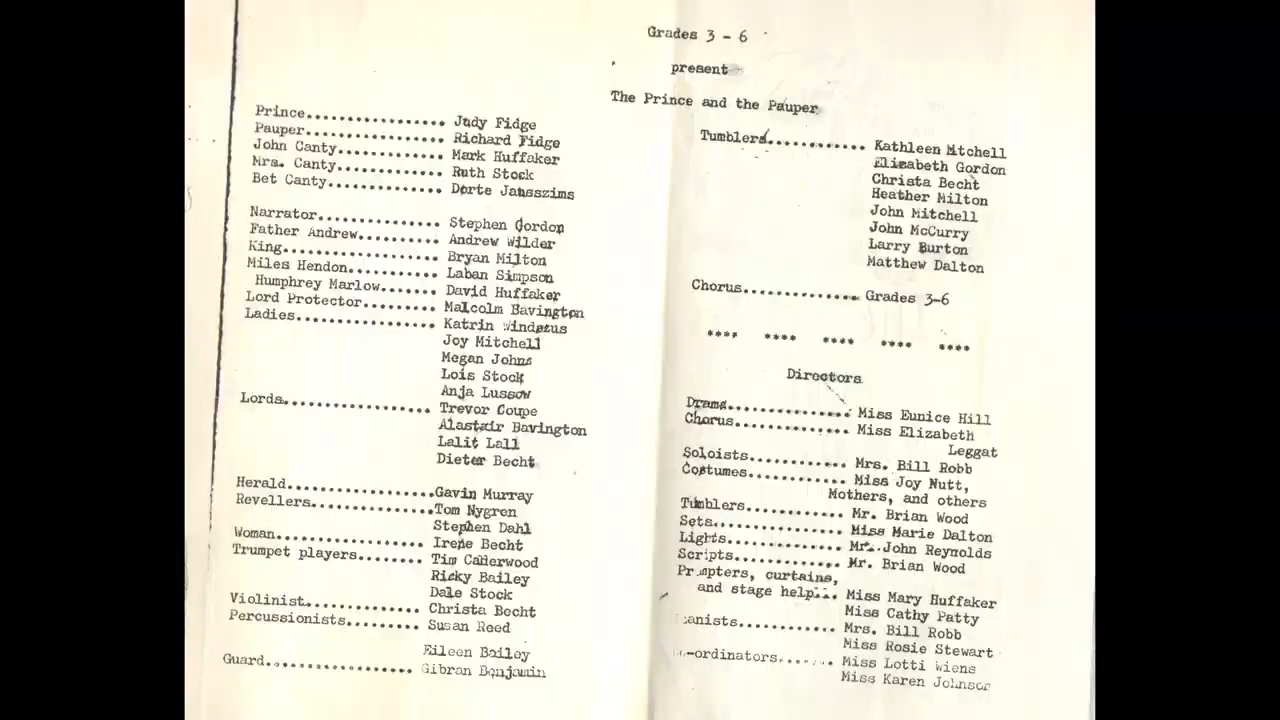 Grades 3 - 6
present
The Prince and the Pauper
Prince.................. Judy Fidge
Pauper.................. Richard Fidge
John Canty.............. Mark Huffaker
Mrs. Canty.............. Ruth Stock
Bet Canty............... Dorte Jansszims
Narrator................ Stephen Gordon
Father Andrew........... Andrew Wilder
King.................... Bryan Milton
Miles Hendon............ Laban Simpson
Humphrey Marlow....... David Huffaker
Lord Protector.......... Malcolm Bavington
Ladies.................. Katrin Windszus
Joy Mitchell
Megan Johns
Lois Stock
Anja Lussow
Lords................... Trevor Coupe
Alastair Bavington
Lalit Lall
Dieter Becht
Herald..................Gavin Murray
Revellers...............Tom Nygren
Stephen Dahl
Woman................... Irene Becht
Trumpet players......... Tim Calderwood
Ricky Bailey
Dale Stock
Violinist............... Christa Becht
Percussionists.......... Susan Reed
Eileen Bailey
Guard................... Gibran Benjamin
Tumblers............. Kathleen Mtchell
Elizabeth Gordon
Christa Becht
Heather Milton
John Mitchell
John McCurry
Larry Burton
Matthew Dalton
Chorus............... Grades 3-6
**** **** **** **** ****
Directors
Drama................ Miss Eunice Hill
Chorus............... Miss Elizabeth
Leggat
Soloists............. Mrs. Bill Robb
Costumes............. Miss Joy Nutt,
Mothers, and others
Tumblers............. Mr. Brian Wood
Sets................. Miss Marie Dalton
Lights............... Mr. John Reynolds
Scripts.............. Mr. Brian Wood
Prompters, curtains,
and stage help.... Miss Mary Huffaker
Miss Cathy Patty
anists............. Mrs. Bill Robb
Miss Rosie Stewart
o-ordinators....... Miss Lotti Wiens
Miss Karen Johnson